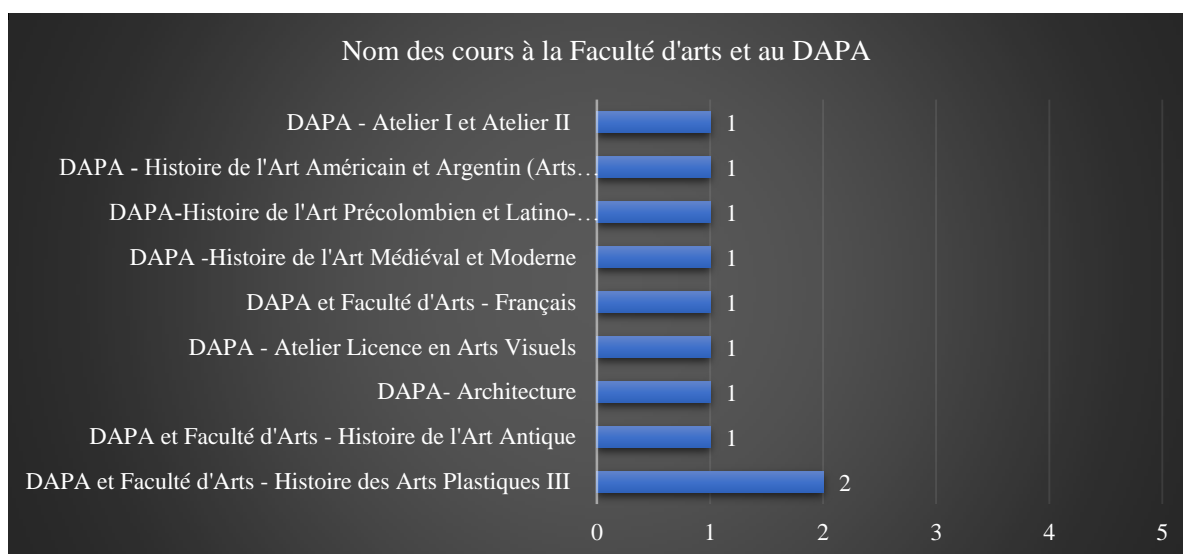 Nom des cours à la Faculté d'arts et au DAPA
DAPA - Atelier I et Atelier II 1
DAPA - Histoire de l'Art Américain et Argentin (Arts… 1
DAPA-Histoire de l'Art Précolombien et Latino-… 1
DAPA -Histoire de l'Art Médiéval et Moderne 1
DAPA et Faculté d'Arts - Français 1
DAPA - Atelier Licence en Arts Visuels 1
DAPA- Architecture 1
DAPA et Faculté d'Arts - Histoire de l'Art Antique 1
DAPA et Faculté d'Arts - Histoire des Arts Plastiques III 2
0 1 2 3 4 5